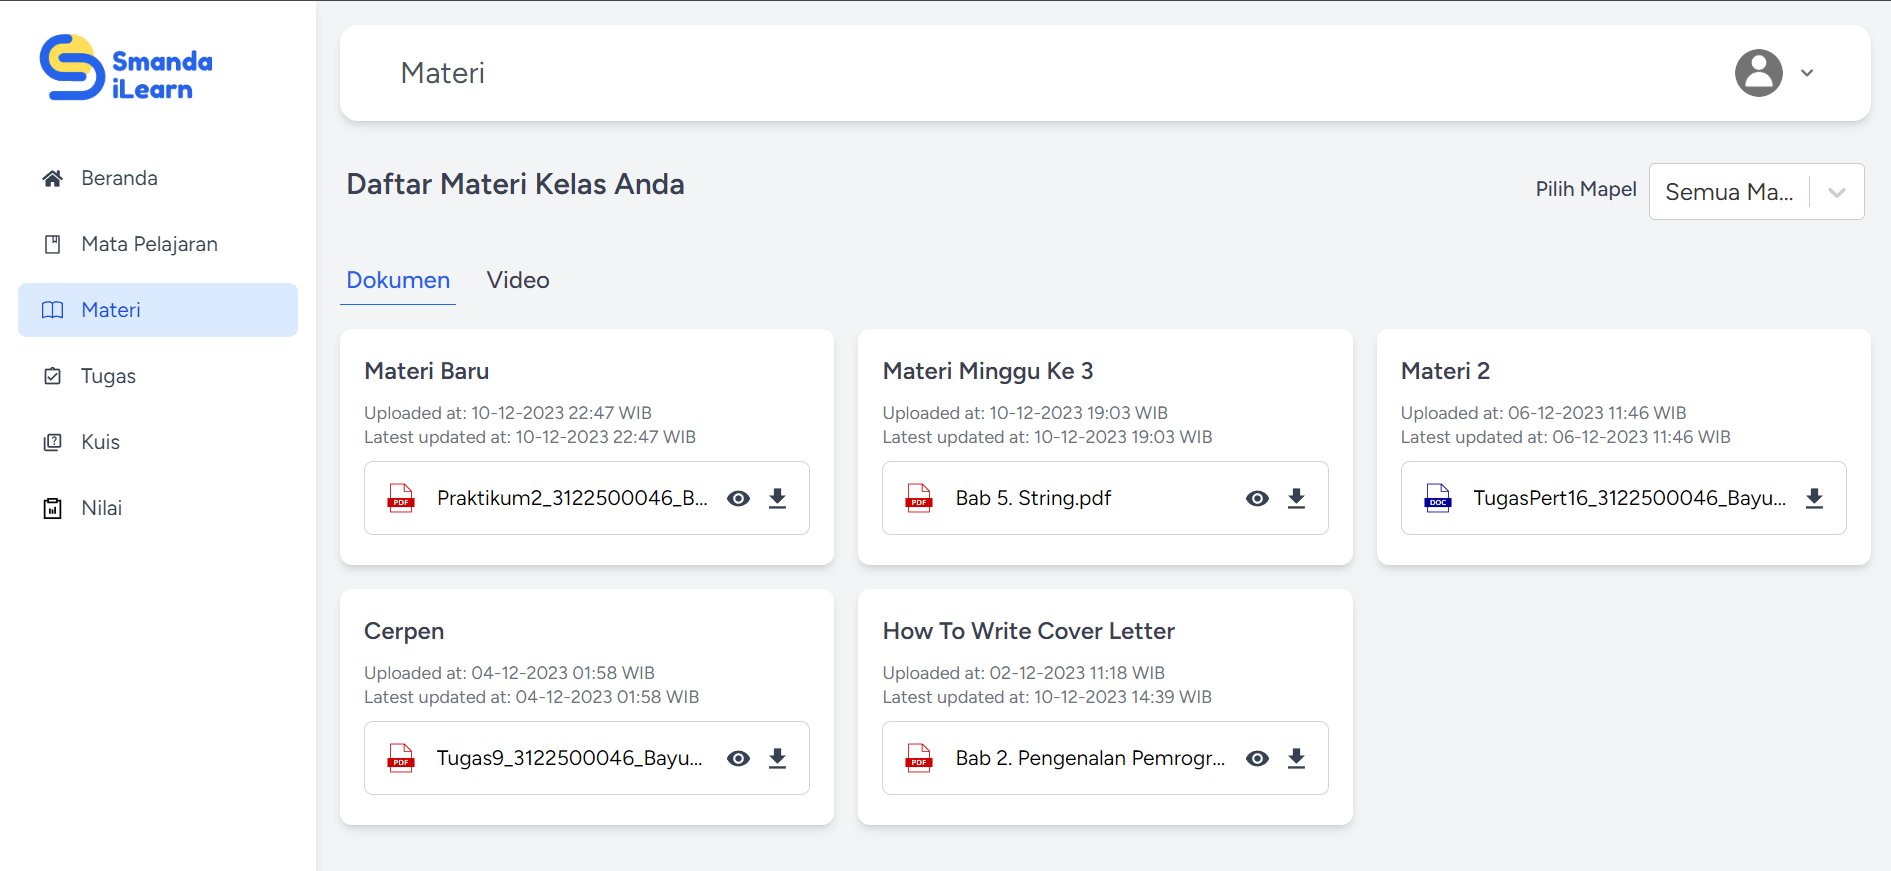 Smanda
iLearn
Materi
Beranda
Mata Pelajaran
Materi
Tugas
Kuis
Nilai
Daftar Materi Kelas Anda
Pilih Mapel
Semua Ma...
Dokumen
Video
Materi Baru
Uploaded at: 10-12-2023 22:47 WIB
Latest updated at: 10-12-2023 22:47 WIB
PDF
Praktikum2_3122500046_B...
Materi Minggu Ke 3
Uploaded at: 10-12-2023 19:03 WIB
Latest updated at: 10-12-2023 19:03 WIB
PDF
Bab 5. String.pdf
Materi 2
Uploaded at: 06-12-2023 11:46 WIB
Latest updated at: 06-12-2023 11:46 WIB
DOC
TugasPert16_3122500046_Bayu...
Cerpen
Uploaded at: 04-12-2023 01:58 WIB
Latest updated at: 04-12-2023 01:58 WIB
PDF
Tugas9_3122500046_Bayu...
How To Write Cover Letter
Uploaded at: 02-12-2023 11:18 WIB
Latest updated at: 10-12-2023 14:39 WIB
PDF
Bab 2. Pengenalan Pemrogr...